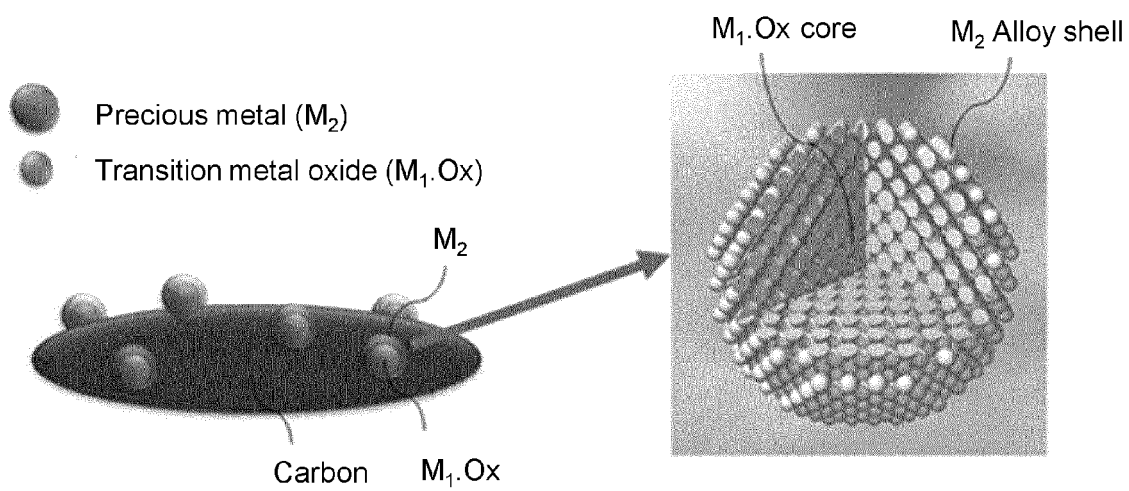 M₁.Ox core
M₂ Alloy shell
Precious metal (M₂)
Transition metal oxide (M₁.Ox)
M₂
Carbon
M₁.Ox